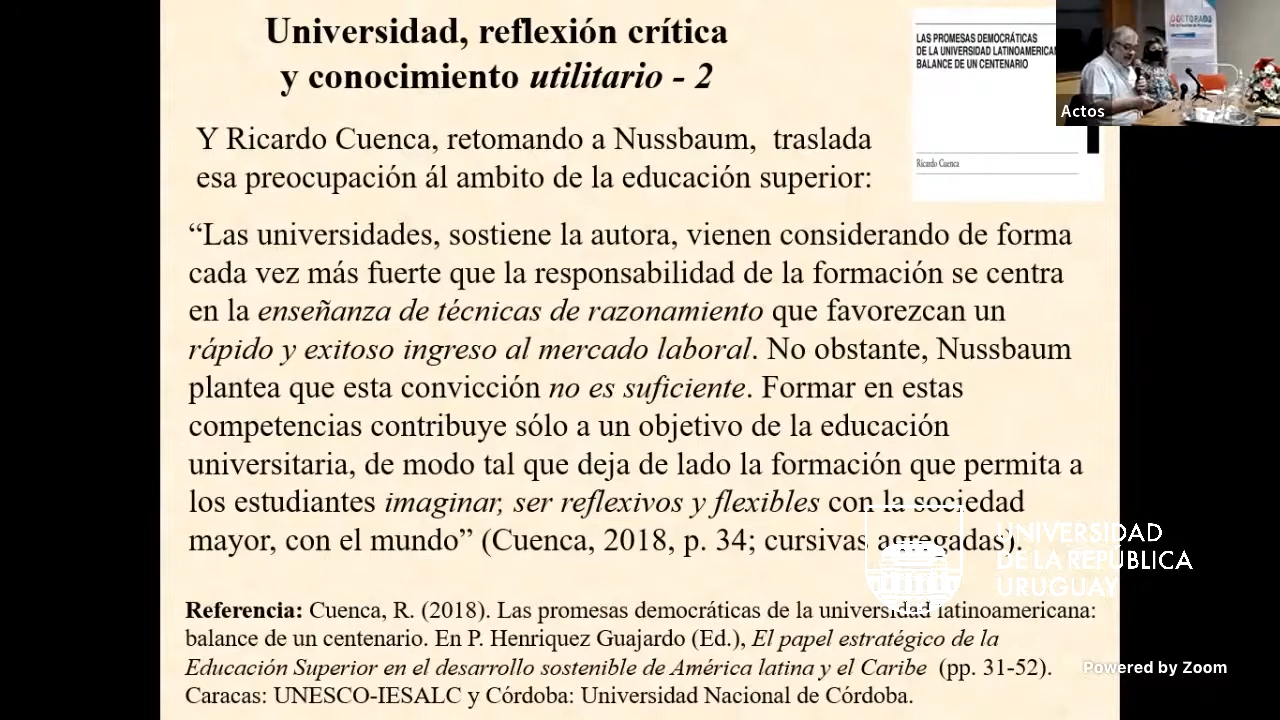 Universidad, reflexión crítica
y conocimiento utilitario - 2
LAS PROMESAS DEMOCRÁTICAS
DE LA UNIVERSIDAD LATINOAMERICAN
BALANCE DE UN CENTENARIO
Ricardo Cuenca
DOCTORADO
Actos
Y Ricardo Cuenca, retomando a Nussbaum, traslada
esa preocupación ál ambito de la educación superior:
“Las universidades, sostiene la autora, vienen considerando de forma
cada vez más fuerte que la responsabilidad de la formación se centra
en la enseñanza de técnicas de razonamiento que favorezcan un
rápido y exitoso ingreso al mercado laboral. No obstante, Nussbaum
plantea que esta convicción no es suficiente. Formar en estas
competencias contribuye sólo a un objetivo de la educación
universitaria, de modo tal que deja de lado la formación que permita a
los estudiantes imaginar, ser reflexivos y flexibles con la sociedad
mayor, con el mundo” (Cuenca, 2018, p. 34; cursivas agregadas).
UNIVERSIDAD
DE LA REPÚBLICA
URUGUAY
Referencia: Cuenca, R. (2018). Las promesas democráticas de la universidad latinoamericana:
balance de un centenario. En P. Henriquez Guajardo (Ed.), El papel estratégico de la
Educación Superior en el desarrollo sostenible de América latina y el Caribe (pp. 31-52).
Caracas: UNESCO-IESALC y Córdoba: Universidad Nacional de Córdoba.
Powered by Zoom